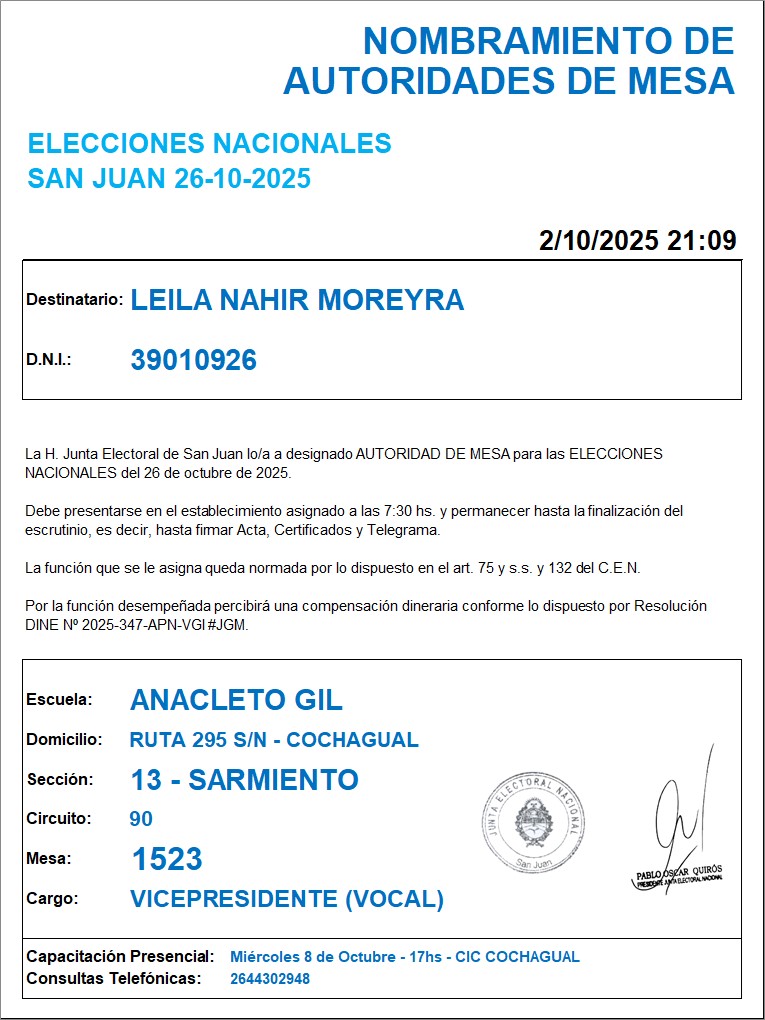 NOMBRAMIENTO DE
AUTORIDADES DE MESA
ELECCIONES NACIONALES
SAN JUAN 26-10-2025
2/10/2025 21:09
Destinatario: LEILA NAHIR MOREYRA
D.N.I.: 39010926
La H. Junta Electoral de San Juan lo/a a designado AUTORIDAD DE MESA para las ELECCIONES
NACIONALES del 26 de octubre de 2025.
Debe presentarse en el establecimiento asignado a las 7:30 hs. y permanecer hasta la finalización del
escrutinio, es decir, hasta firmar Acta, Certificados y Telegrama.
La función que se le asigna queda normada por lo dispuesto en el art. 75 y s.s. y 132 del C.E.N.
Por la función desempeñada percibirá una compensación dineraria conforme lo dispuesto por Resolución
DINE Nº 2025-347-APN-VGI#JGM.
Escuela: ANACLETO GIL
Domicilio: RUTA 295 S/N - COCHAGUAL
Sección: 13 - SARMIENTO
Circuito: 90
Mesa: 1523
Cargo: VICEPRESIDENTE (VOCAL)
JUNTA ELECTORAL NACIONAL
San Juan
PABLO OSCAR QUIRÓS
PRESIDENTE JUNTA ELECTORAL NACIONAL
Capacitación Presencial: Miércoles 8 de Octubre - 17hs - CIC COCHAGUAL
Consultas Telefónicas: 2644302948